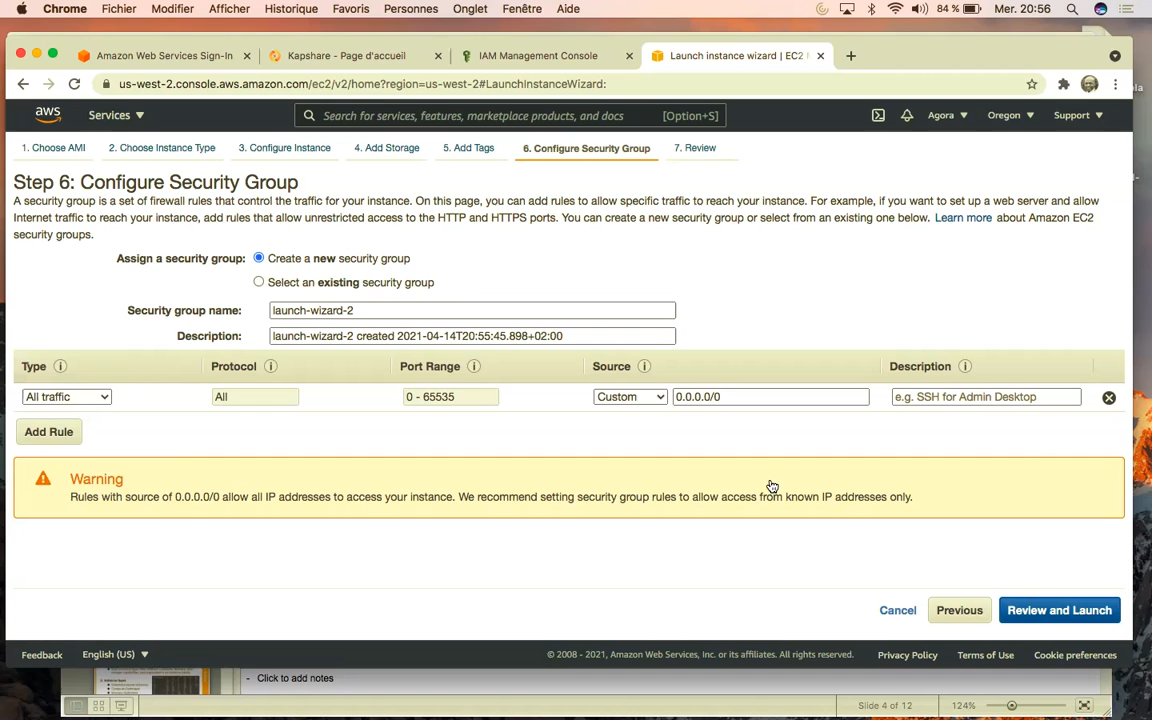 Chrome Fichier Modifier Affichage Historique Favoris Personnes Onglet Fenêtre Aide 84 % Mer. 20:56
Amazon Web Services Sign-In Kapshare - Page d'accueil IAM Management Console Launch instance wizard | EC2
us-west-2.console.aws.amazon.com/ec2/v2/home?region=us-west-2#LaunchInstanceWizard:
aws Services Search for services, features, marketplace products, and docs [Option+S] Agora Oregon Support
1. Choose AMI 2. Choose Instance Type 3. Configure Instance 4. Add Storage 5. Add Tags 6. Configure Security Group 7. Review
Step 6: Configure Security Group
A security group is a set of firewall rules that control the traffic for your instance. On this page, you can add rules to allow specific traffic to reach your instance. For example, if you want to set up a web server and allow
Internet traffic to reach your instance, add rules that allow unrestricted access to the HTTP and HTTPS ports. You can create a new security group or select from an existing one below. Learn more about Amazon EC2
security groups.
Assign a security group: Create a new security group
Select an existing security group
Security group name: launch-wizard-2
Description: launch-wizard-2 created 2021-04-14T20:55:45.898+02:00
Type i Protocol i Port Range i Source i Description i
All traffic All 0 - 65535 Custom 0.0.0.0/0 e.g. SSH for Admin Desktop
Add Rule
Warning
Rules with source of 0.0.0.0/0 allow all IP addresses to access your instance. We recommend setting security group rules to allow access from known IP addresses only.
Cancel Previous Review and Launch
Feedback English (US) © 2008 - 2021, Amazon Web Services, Inc. or its affiliates. All rights reserved. Privacy Policy Terms of Use Cookie preferences
- Click to add notes
Slide 4 of 12 124%